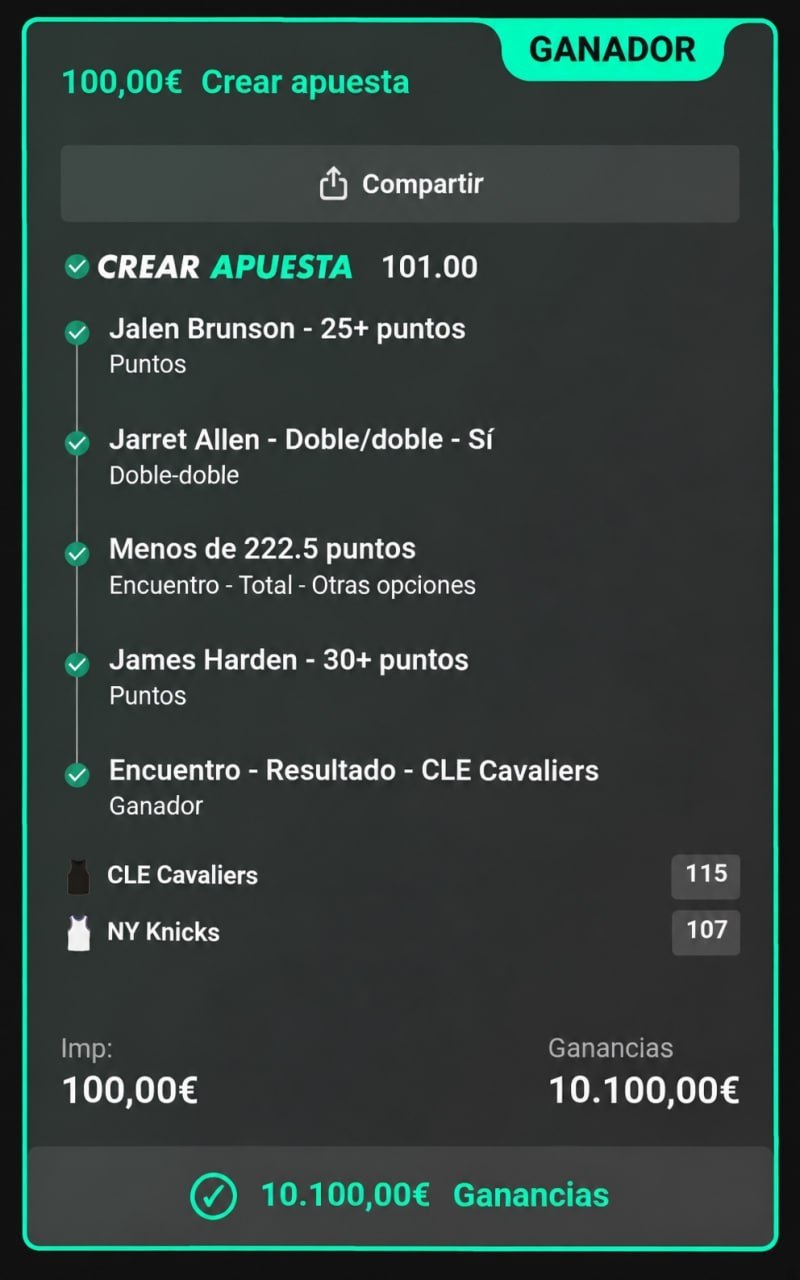 GANADOR
100,00€ Crear apuesta
Compartir
CREAR APUESTA 101.00
Jalen Brunson - 25+ puntos
Puntos
Jarret Allen - Doble/doble - Sí
Doble-doble
Menos de 222.5 puntos
Encuentro - Total - Otras opciones
James Harden - 30+ puntos
Puntos
Encuentro - Resultado - CLE Cavaliers
Ganador
CLE Cavaliers 115
NY Knicks 107
Imp: Ganancias
100,00€ 10.100,00€
10.100,00€ Ganancias